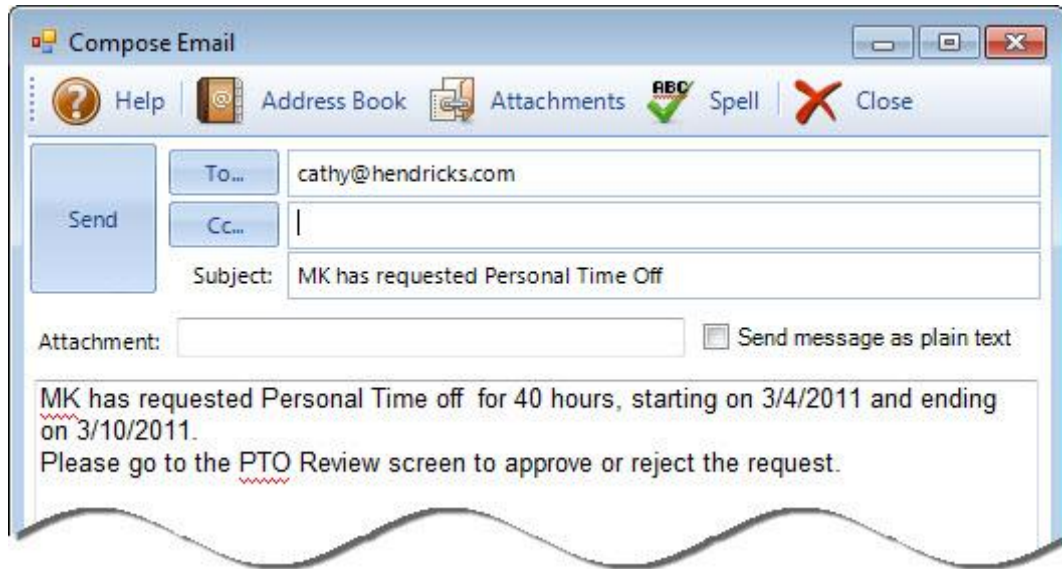 Compose Email
Help Address Book Attachments ABC Spell Close
Send
To... cathy@hendricks.com
Cc...
Subject: MK has requested Personal Time Off
Attachment: Send message as plain text
MK has requested Personal Time off for 40 hours, starting on 3/4/2011 and ending
on 3/10/2011.
Please go to the PTO Review screen to approve or reject the request.